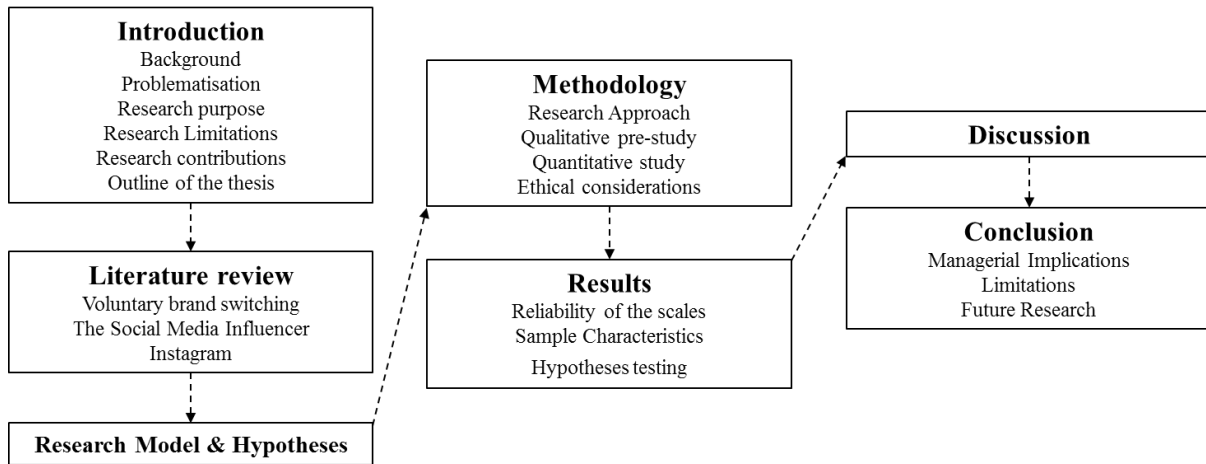 Introduction
Background
Problematisation
Research purpose
Research Limitations
Research contributions
Outline of the thesis
Literature review
Voluntary brand switching
The Social Media Influencer
Instagram
Research Model & Hypotheses
Methodology
Research Approach
Qualitative pre-study
Quantitative study
Ethical considerations
Results
Reliability of the scales
Sample Characteristics
Hypotheses testing
Discussion
Conclusion
Managerial Implications
Limitations
Future Research